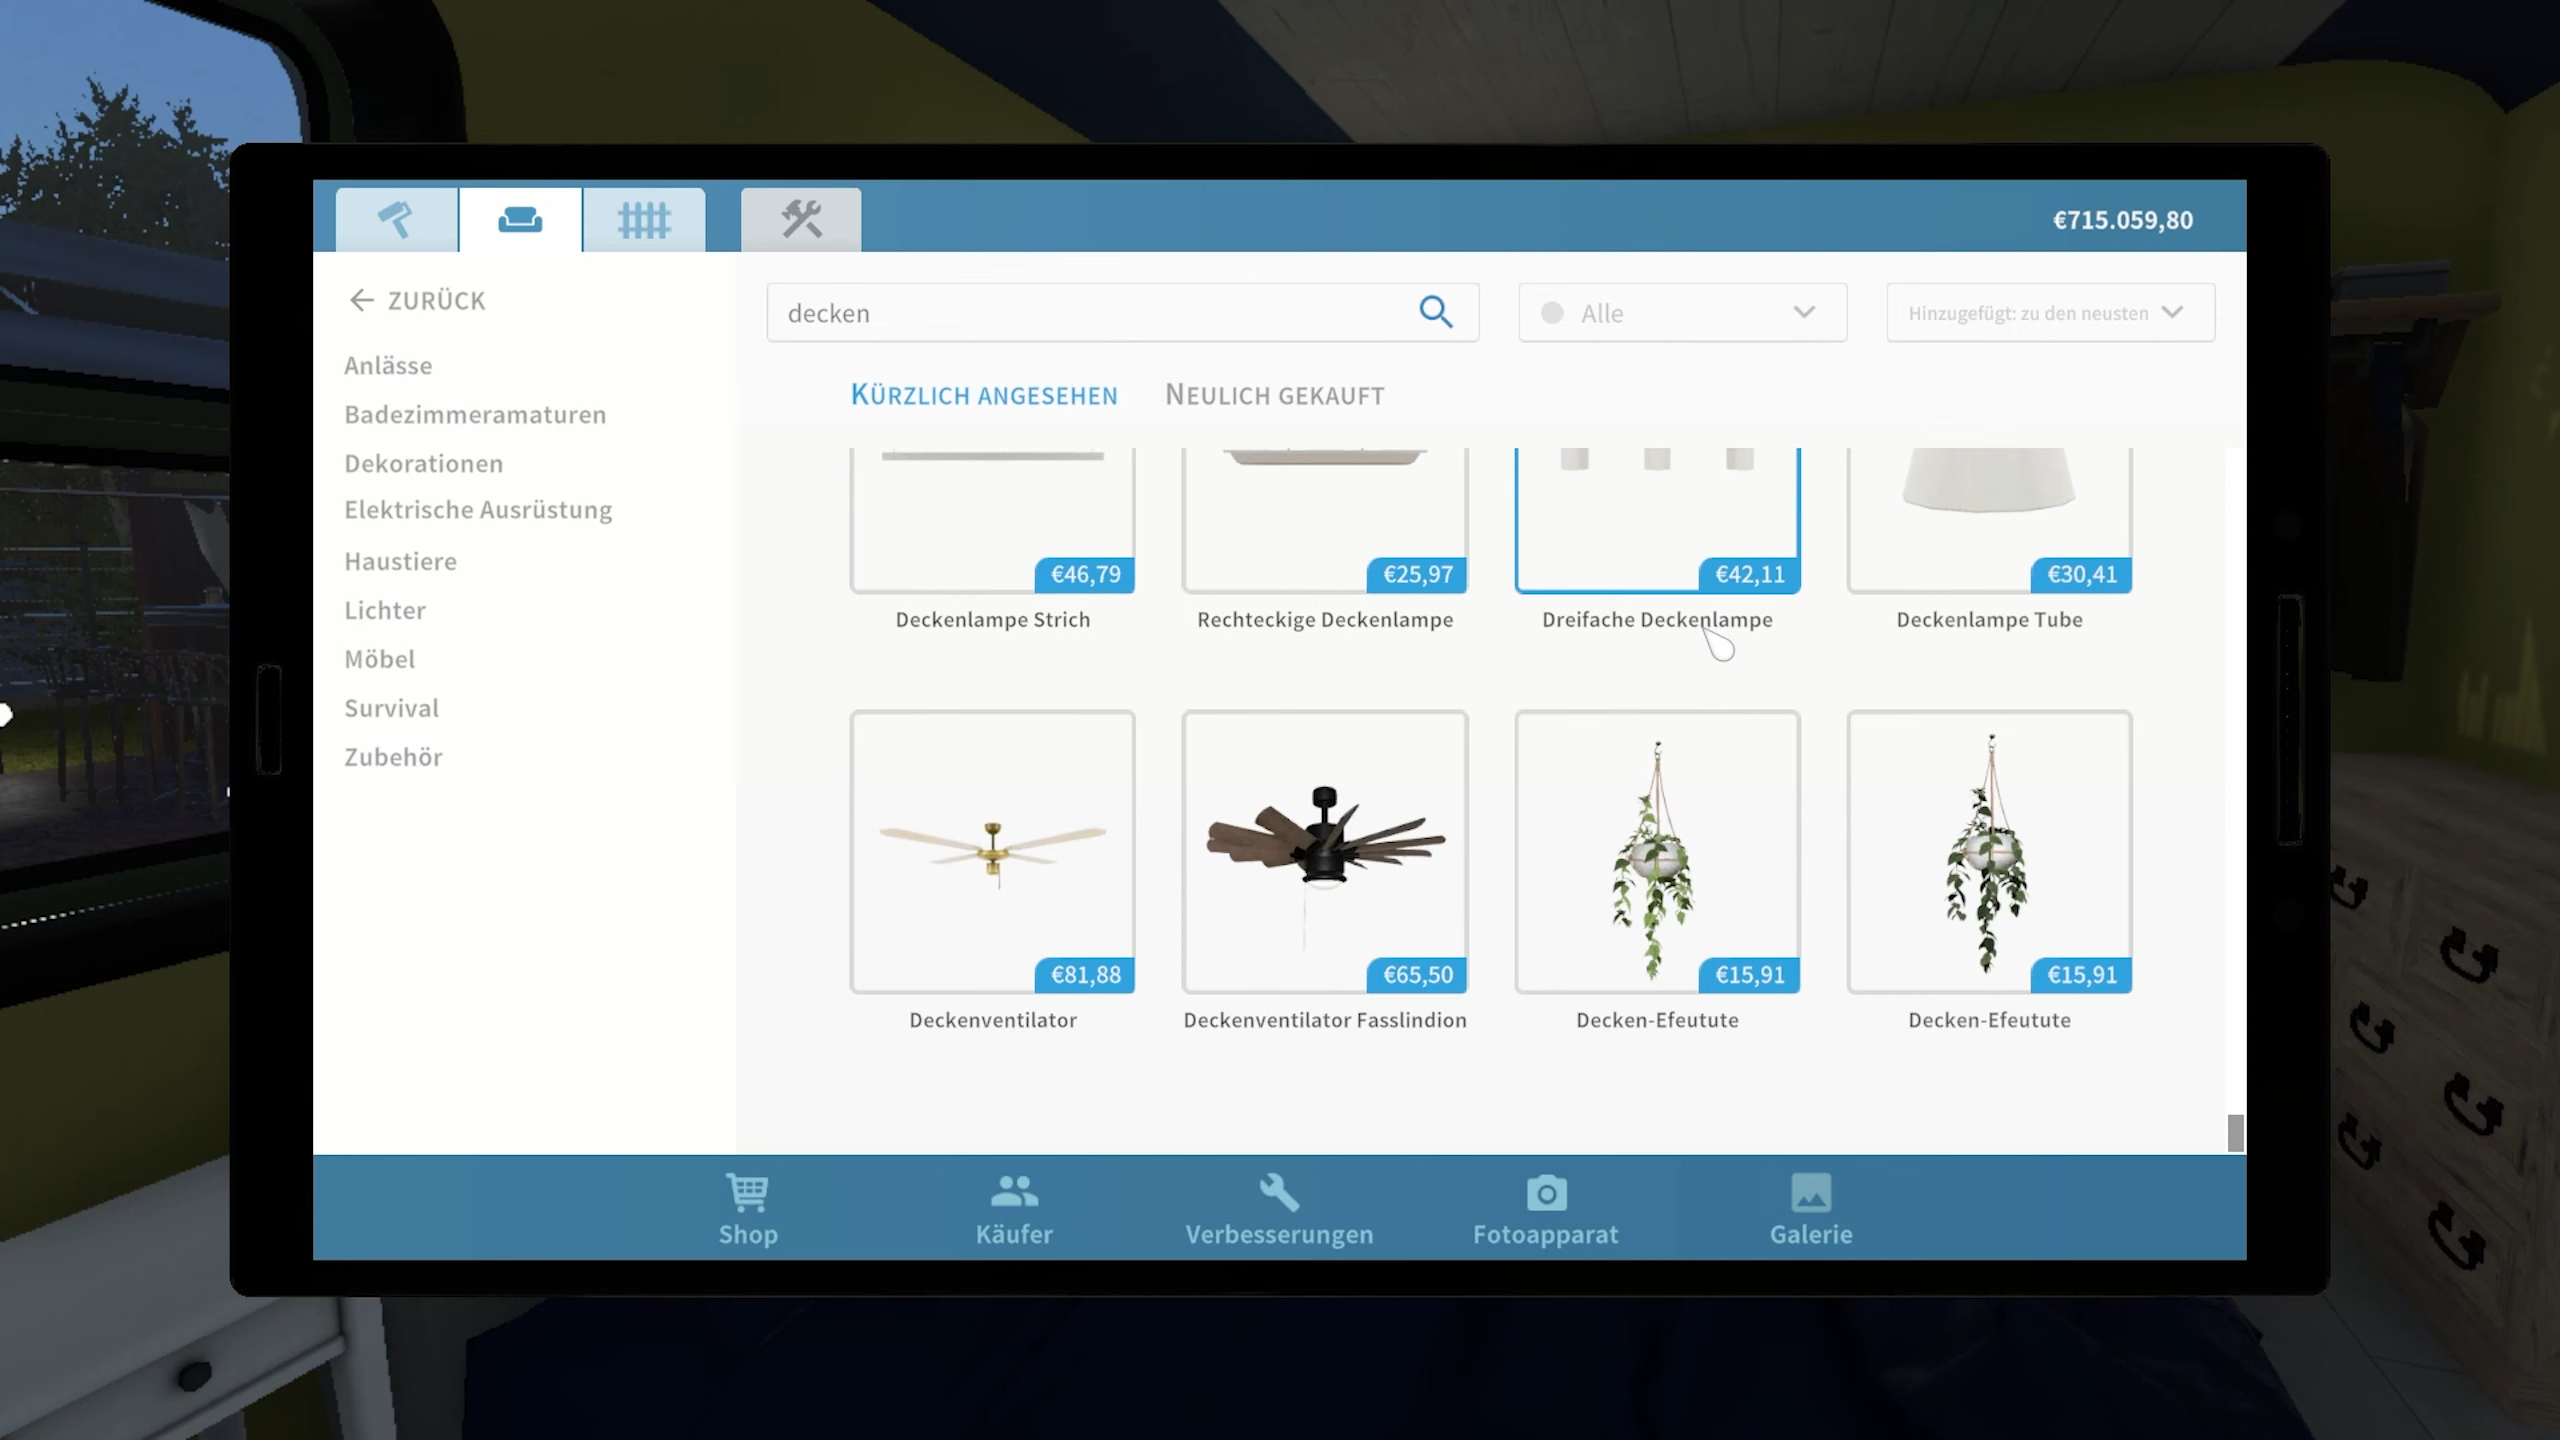 €715.059,80
ZURÜCK
Anlässe
Badezimmeramaturen
Dekorationen
Elektrische Ausrüstung
Haustiere
Lichter
Möbel
Survival
Zubehör
decken
Alle
Hinzugefügt: zu den neusten
KÜRZLICH ANGESEHEN NEULICH GEKAUFT
€46,79 €25,97 €42,11 €30,41
Deckenlampe Strich Rechteckige Deckenlampe Dreifache Deckenlampe Deckenlampe Tube
€81,88 €65,50 €15,91 €15,91
Deckenventilator Deckenventilator Fasslindion Decken-Efeutute Decken-Efeutute
Shop Käufer Verbesserungen Fotoapparat Galerie